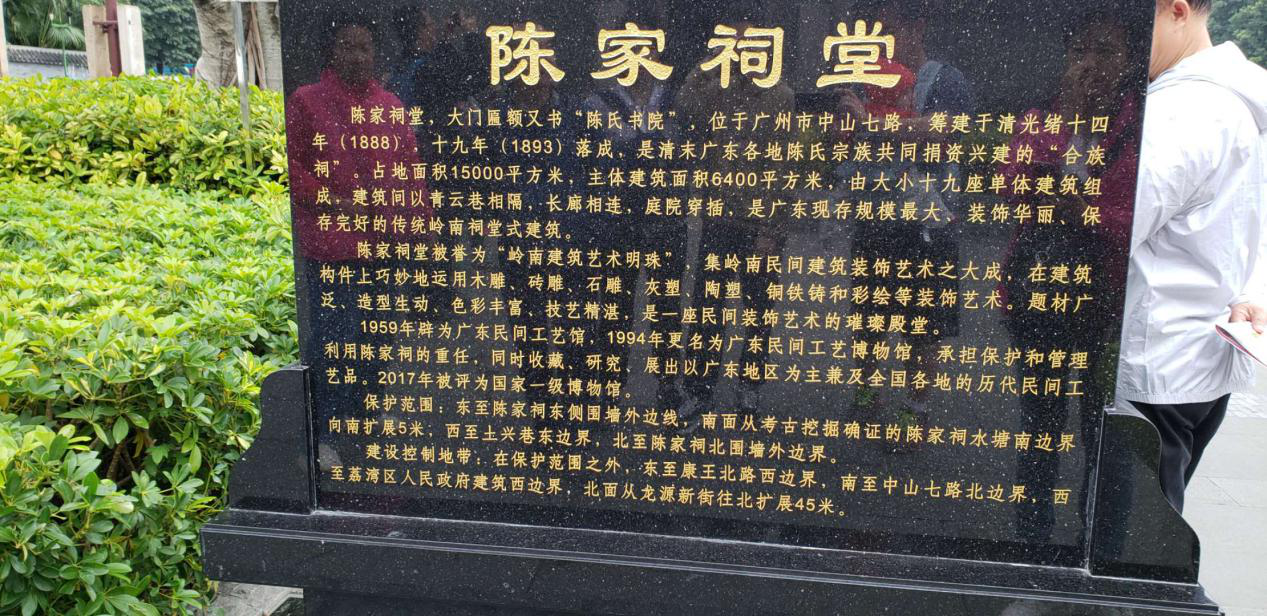 陈家祠堂
陈家祠堂，大门匾额又书“陈氏书院”，位于广州市中山七路，筹建于清光绪十四
年（1888），十九年（1893）落成，是清末广东各地陈氏宗族共同捐资兴建的“合族
祠”。占地面积15000平方米，主体建筑面积6400平方米，由大小十九座单体建筑组
成，建筑间以青云巷相隔，长廊相连，庭院穿插，是广东现存规模最大、装饰华丽、保
存完好的传统岭南祠堂式建筑。
陈家祠堂被誉为“岭南建筑艺术明珠”，集岭南民间建筑装饰艺术之大成，在建筑
构件上巧妙地运用木雕、砖雕、石雕、灰塑、陶塑、铜铁铸和彩绘等装饰艺术。题材广
泛、造型生动、色彩丰富、技艺精湛，是一座民间装饰艺术的璀璨殿堂。
1959年辟为广东民间工艺馆，1994年更名为广东民间工艺博物馆，承担保护和管理
利用陈家祠的重任，同时收藏、研究、展出以广东地区为主兼及全国各地的历代民间工
艺品。2017年被评为国家一级博物馆。
保护范围：东至陈家祠东侧围墙外边线，南面从考古挖掘确证的陈家祠水塘南边界
向南扩展5米，西至土兴巷东边界，北至陈家祠北围墙外边界。
建设控制地带：在保护范围之外，东至康王北路西边界，南至中山七路北边界，西
至荔湾区人民政府建筑西边界，北面从龙源新街往北扩展45米。